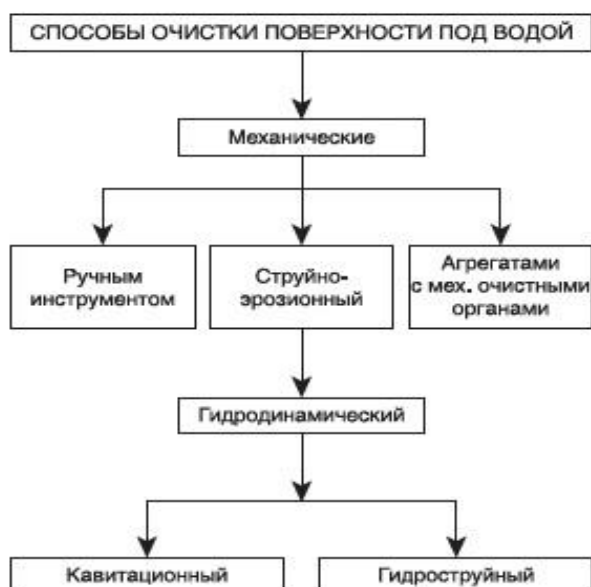 СПОСОБЫ ОЧИСТКИ ПОВЕРХНОСТИ ПОД ВОДОЙ
Механические
Ручным
инструментом
Струйно-
эрозионный
Агрегатами
с мех. очистными
органами
Гидродинамический
Кавитационный
Гидроструйный